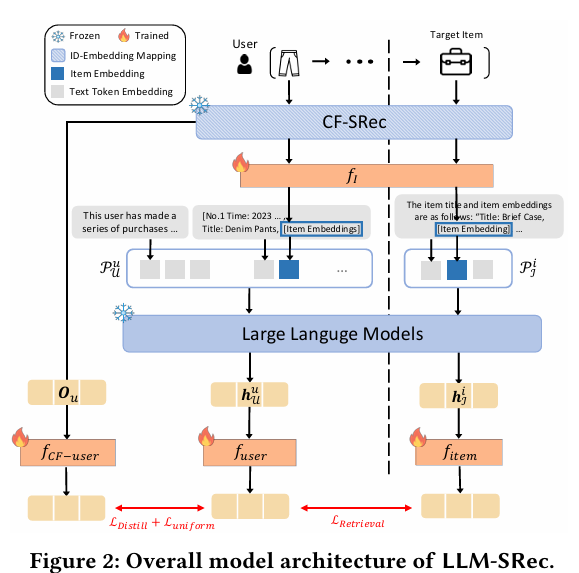 Frozen Trained
ID-Embedding Mapping
Item Embedding
Text Token Embedding
User
Target Item
...
CF-SRec
f_I
This user has made a
series of purchases ...
[No.1 Time: 2023 ... ,
Title: Denim Pants, [Item Embeddings]
The item title and item embeddings
are as follows: “Title: Brief Case,
[Item Embedding] ...
𝒫_𝒰^u
...
𝒫_ℐ^i
Large Languge Models
O_u
h_𝒰^u
h_ℐ^i
f_CF−user
f_user
f_item
ℒ_Distill + ℒ_uniform
ℒ_Retrieval
Figure 2: Overall model architecture of LLM-SRec.